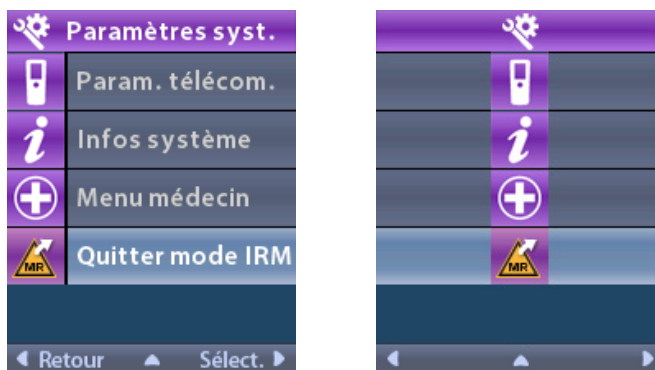 Paramètres syst.
Param. télécom.
Infos système
Menu médecin
MR Quitter mode IRM
Retour Sélect.
MR